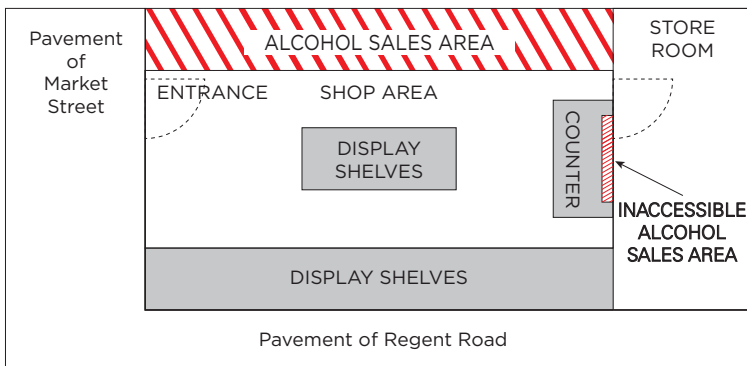 Pavement
of
Market
Street
ALCOHOL SALES AREA
STORE
ROOM
ENTRANCE
SHOP AREA
DISPLAY
SHELVES
COUNTER
INACCESSIBLE
ALCOHOL
SALES AREA
DISPLAY SHELVES
Pavement of Regent Road